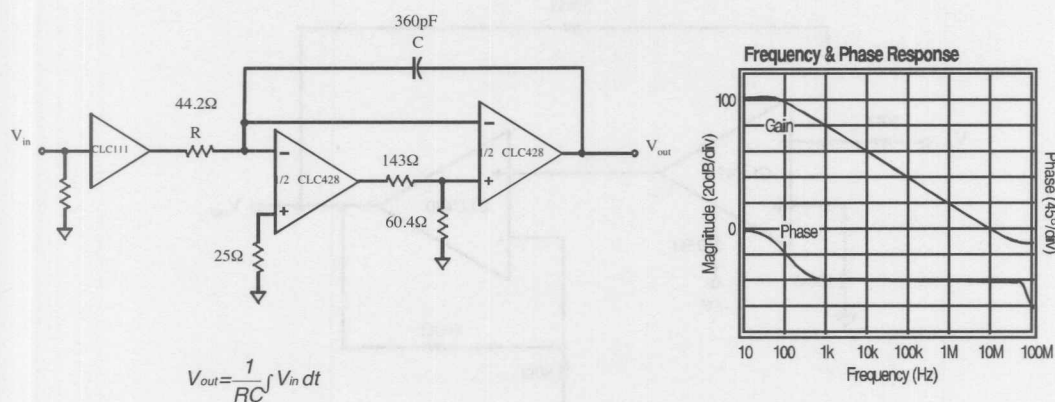 360pF
C
44.2Ω
R
V_in
CLC111
−
1/2 CLC428
+
25Ω
143Ω
60.4Ω
−
1/2 CLC428
+
V_out
V_out = 1/RC ∫ V_in dt
Frequency & Phase Response
Magnitude (20dB/div)
100
0
Gain
Phase
Phase (45°/div)
10 100 1k 10k 100k 1M 10M 100M
Frequency (Hz)